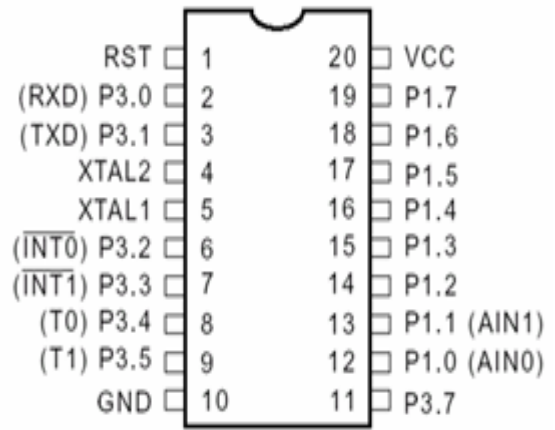 RST 1 20 VCC
(RXD) P3.0 2 19 P1.7
(TXD) P3.1 3 18 P1.6
XTAL2 4 17 P1.5
XTAL1 5 16 P1.4
(I̅N̅T̅0̅) P3.2 6 15 P1.3
(I̅N̅T̅1̅) P3.3 7 14 P1.2
(T0) P3.4 8 13 P1.1 (AIN1)
(T1) P3.5 9 12 P1.0 (AIN0)
GND 10 11 P3.7